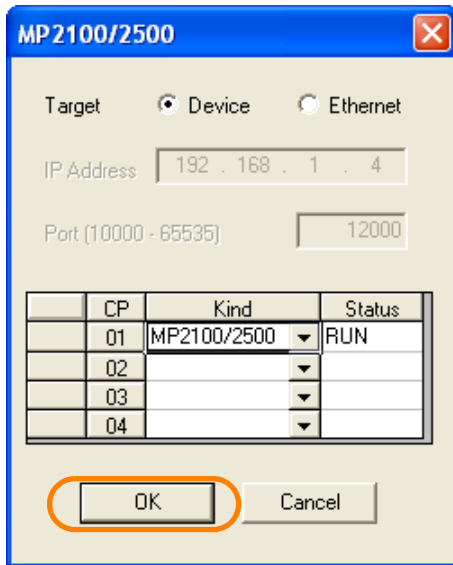 MP2100/2500
Target Device Ethernet
IP Address 192 . 168 . 1 . 4
Port (10000 - 65535) 12000
CP Kind Status
01 MP2100/2500 RUN
02
03
04
OK Cancel